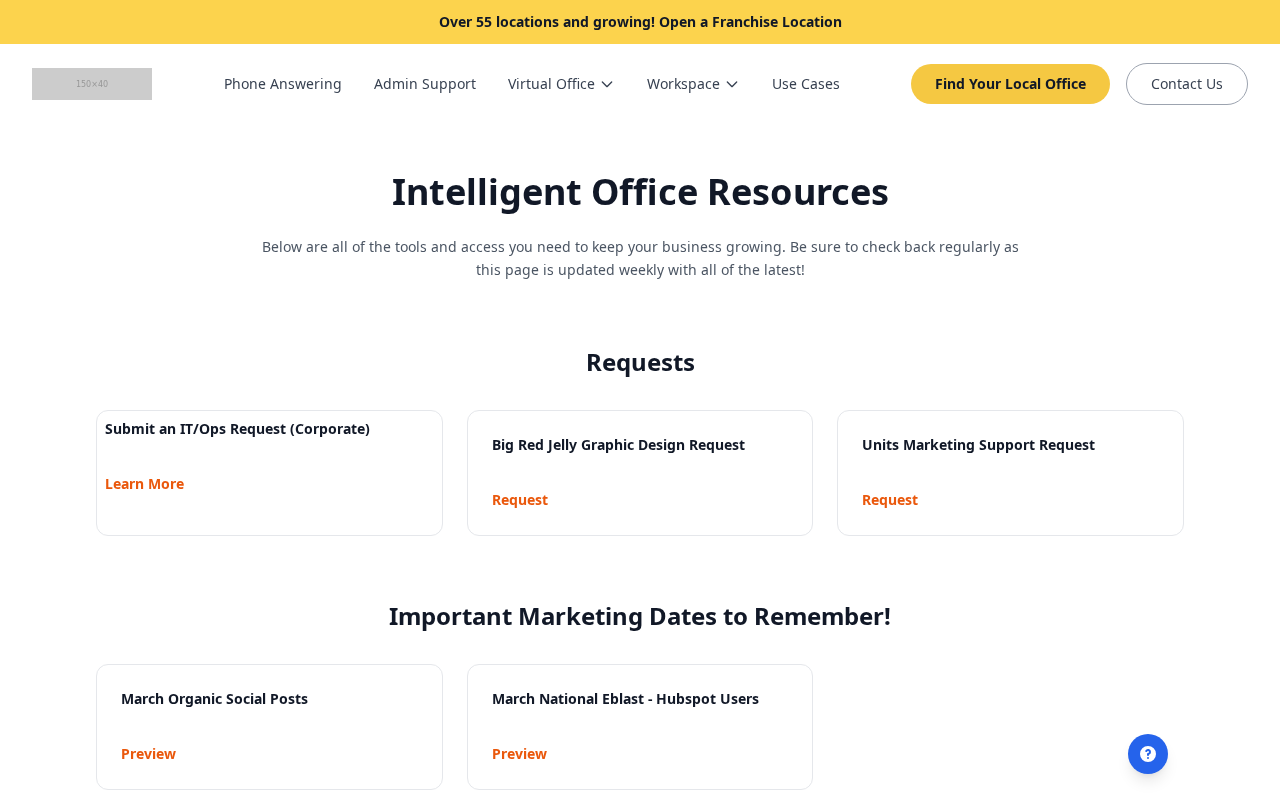 Over 55 locations and growing! Open a Franchise Location
150×40
Phone Answering
Admin Support
Virtual Office
Workspace
Use Cases
Find Your Local Office
Contact Us
Intelligent Office Resources
Below are all of the tools and access you need to keep your business growing. Be sure to check back regularly as
this page is updated weekly with all of the latest!
Requests
Submit an IT/Ops Request (Corporate)
Learn More
Big Red Jelly Graphic Design Request
Request
Units Marketing Support Request
Request
Important Marketing Dates to Remember!
March Organic Social Posts
Preview
March National Eblast - Hubspot Users
Preview